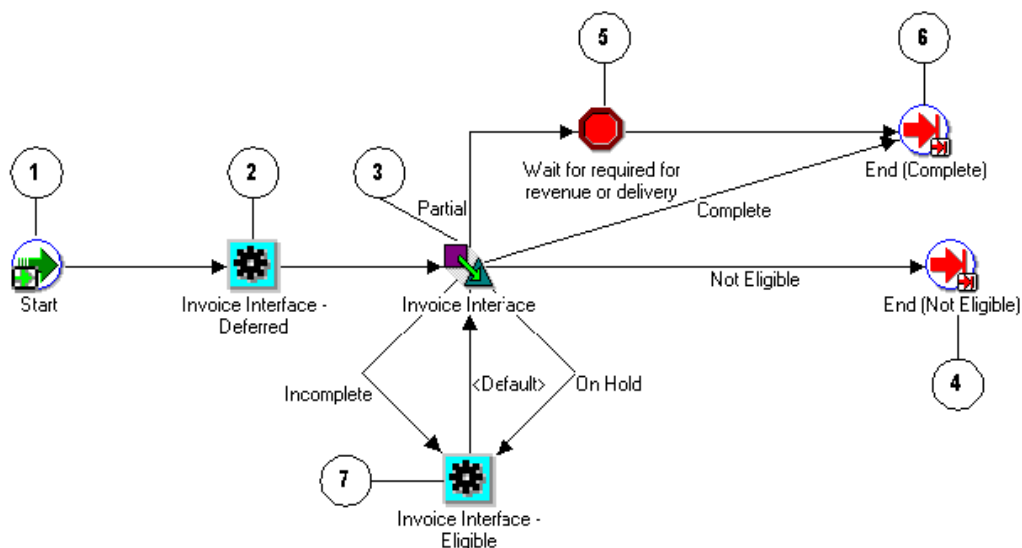 5
6
1
2
3
Wait for required for
revenue or delivery
End (Complete)
Partial
Complete
Start
Invoice Interface -
Deferred
Invoice Interface
Not Eligible
End (Not Eligible)
Incomplete
<Default>
On Hold
4
7
Invoice Interface -
Eligible